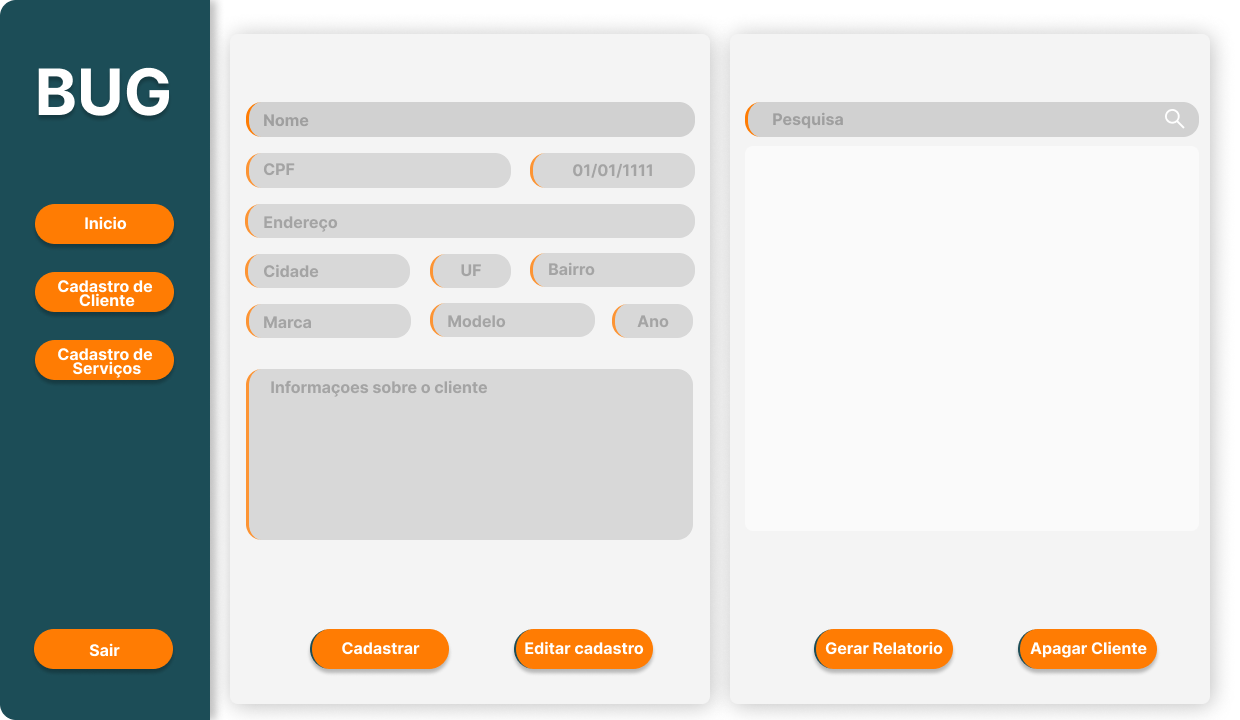 BUG
Inicio
Cadastro de
Cliente
Cadastro de
Serviços
Sair
Nome
CPF
01/01/1111
Endereço
Cidade
UF
Bairro
Marca
Modelo
Ano
Informaçoes sobre o cliente
Cadastrar
Editar cadastro
Pesquisa
Gerar Relatorio
Apagar Cliente